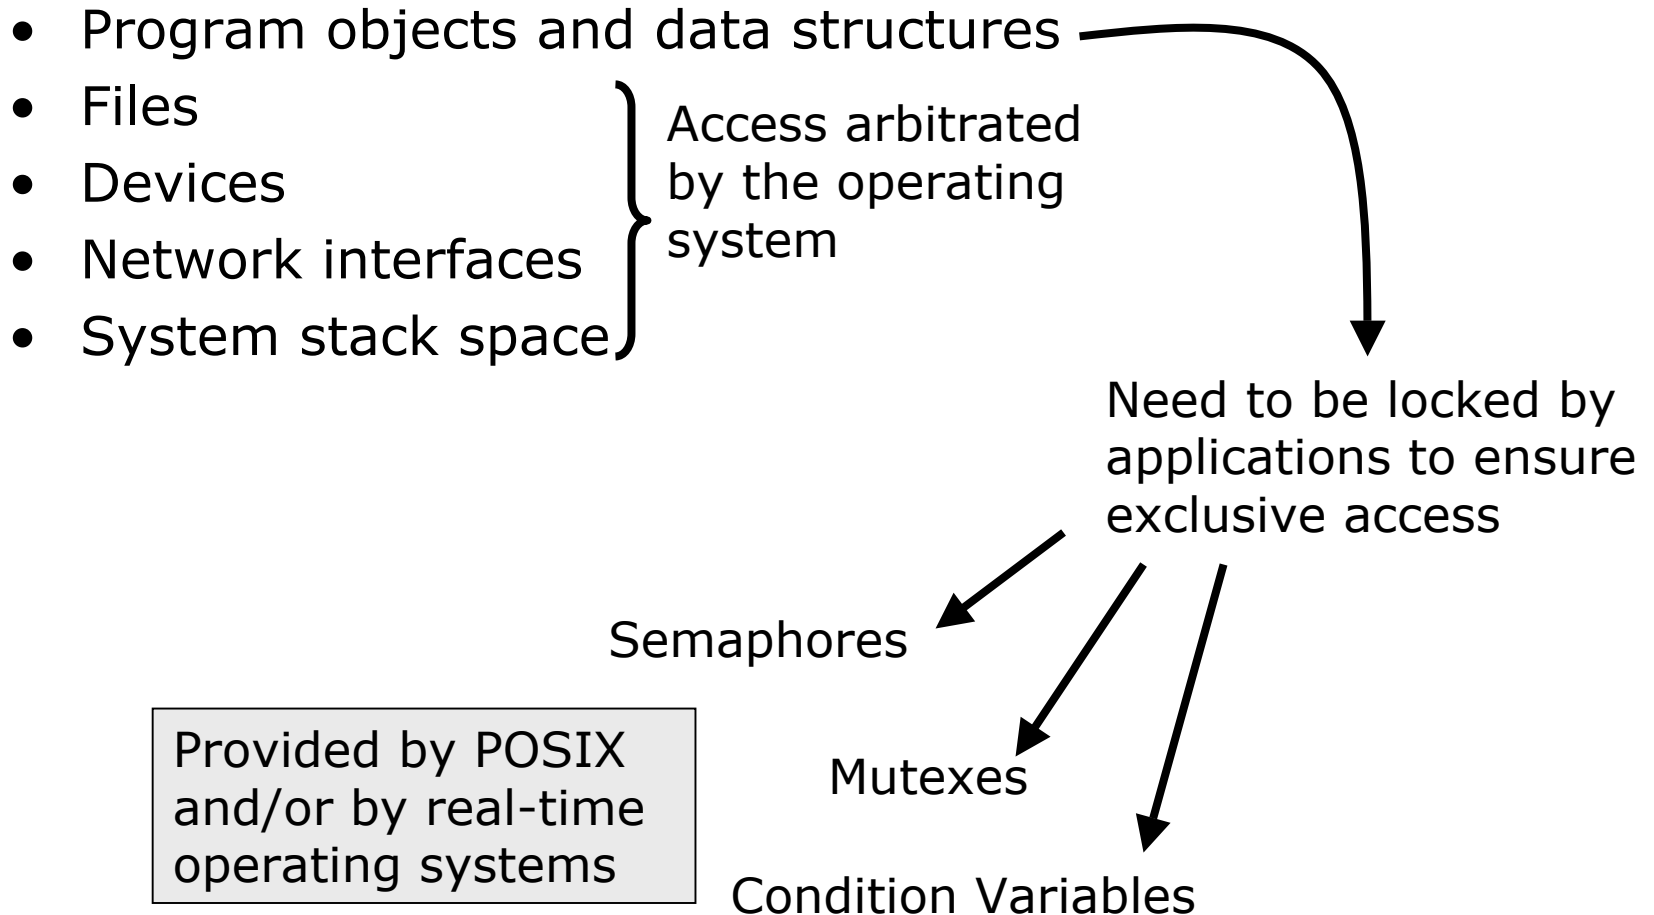 • Program objects and data structures
• Files
• Devices
• Network interfaces
• System stack space
Access arbitrated
by the operating
system
Need to be locked by
applications to ensure
exclusive access
Semaphores
Mutexes
Condition Variables
Provided by POSIX
and/or by real-time
operating systems